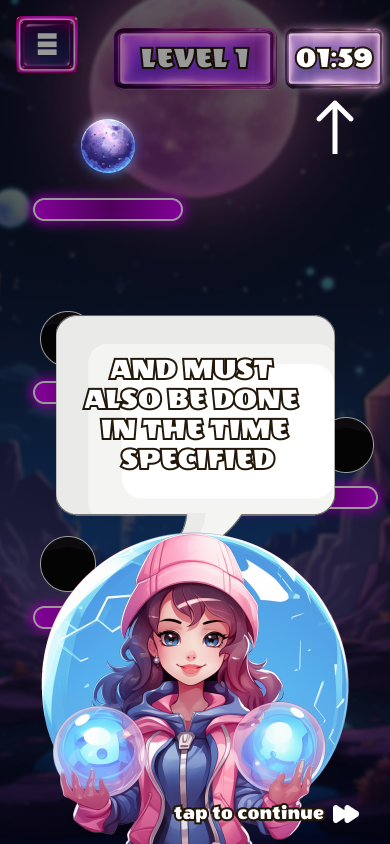 LEVEL 1
01:59
AND MUST
ALSO BE DONE
IN THE TIME
SPECIFIED
tap to continue